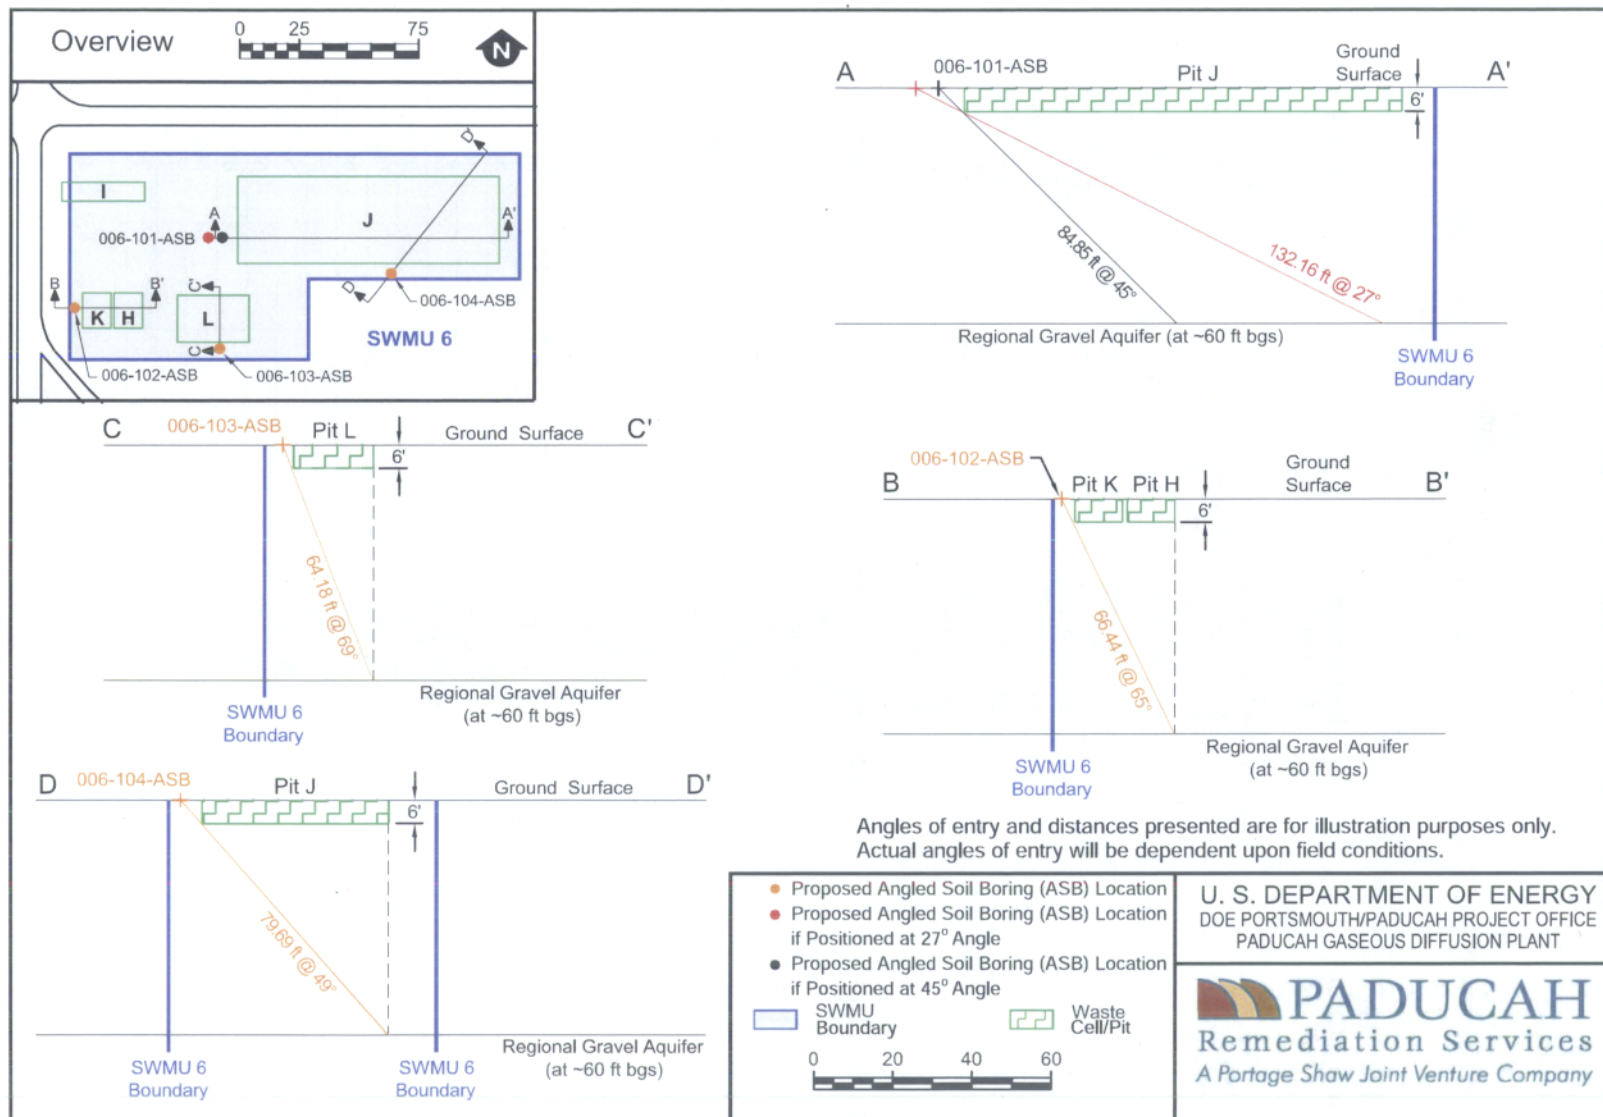 Overview
0 25 75
N
I
J
K
H
L
A
A'
B
B'
C
C'
D
D'
006-101-ASB
006-104-ASB
006-102-ASB
006-103-ASB
SWMU 6
A
006-101-ASB
Pit J
Ground
Surface
A'
6'
84.85 ft @ 45°
132.16 ft @ 27°
Regional Gravel Aquifer (at ~60 ft bgs)
SWMU 6
Boundary
C
006-103-ASB
Pit L
Ground Surface
C'
6'
64.18 ft @ 69°
Regional Gravel Aquifer
(at ~60 ft bgs)
SWMU 6
Boundary
B
006-102-ASB
Pit K
Pit H
Ground
Surface
B'
6'
66.44 ft @ 65°
Regional Gravel Aquifer
(at ~60 ft bgs)
SWMU 6
Boundary
D
006-104-ASB
Pit J
Ground Surface
D'
6'
79.69 ft @ 49°
Regional Gravel Aquifer
(at ~60 ft bgs)
SWMU 6
Boundary
SWMU 6
Boundary
Angles of entry and distances presented are for illustration purposes only.
Actual angles of entry will be dependent upon field conditions.
Proposed Angled Soil Boring (ASB) Location
Proposed Angled Soil Boring (ASB) Location
if Positioned at 27° Angle
Proposed Angled Soil Boring (ASB) Location
if Positioned at 45° Angle
SWMU
Boundary
Waste
Cell/Pit
0 20 40 60
U. S. DEPARTMENT OF ENERGY
DOE PORTSMOUTH/PADUCAH PROJECT OFFICE
PADUCAH GASEOUS DIFFUSION PLANT
PADUCAH
Remediation Services
A Portage Shaw Joint Venture Company